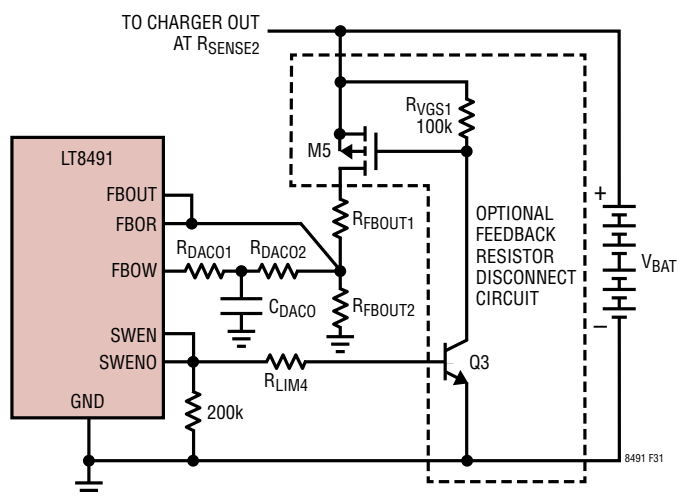 TO CHARGER OUT
AT RSENSE2
RVGS1
100k
LT8491
M5
FBOUT
FBOR
RFBOUT1
OPTIONAL
FEEDBACK
RESISTOR
DISCONNECT
CIRCUIT
+
RDACO1
RDACO2
FBOW
VBAT
CDACO
RFBOUT2
–
SWEN
SWENO
Q3
RLIM4
GND
200k
8491 F31